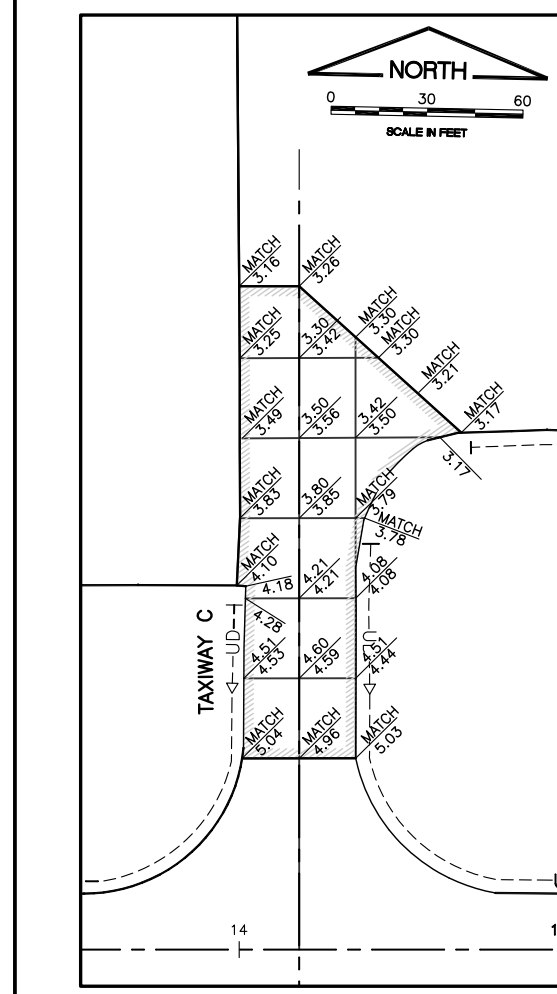 NORTH
0 30 60
SCALE IN FEET
MATCH
3.16
MATCH
3.26
MATCH
3.30
MATCH
3.25
3.30
3.42
MATCH
3.30
MATCH
3.21
MATCH
3.49
3.50
3.56
3.42
3.50
MATCH
3.17
3.17
MATCH
3.83
3.80
3.85
MATCH
3.79
MATCH
3.78
MATCH
4.10
4.18
4.21
4.21
4.08
4.08
4.28
TAXIWAY C
UD
4.51
4.53
4.60
4.59
4.51
4.44
MATCH
5.04
MATCH
4.96
MATCH
5.03
14
1